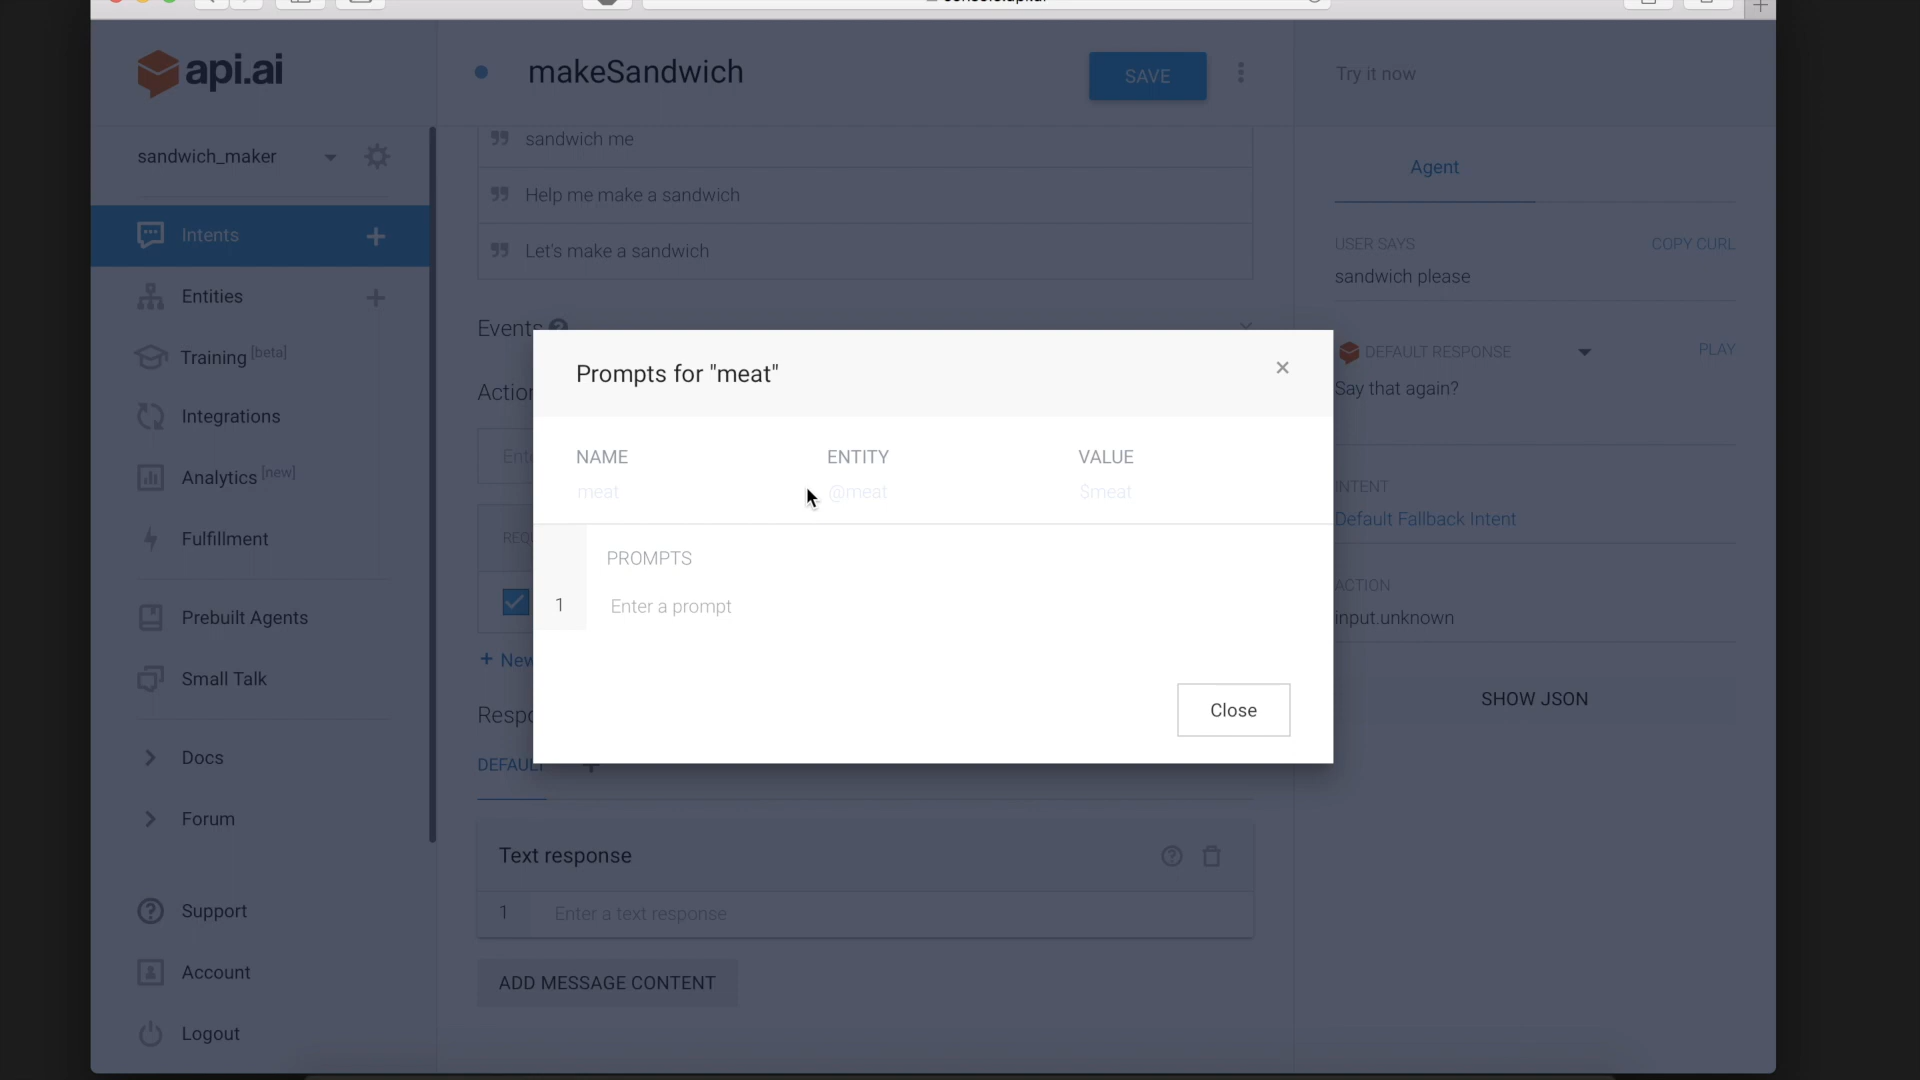 api.ai
makeSandwich
SAVE
Try it now
sandwich_maker
Intents
Entities
Training [beta]
Integrations
Analytics [new]
Fulfillment
Prebuilt Agents
Small Talk
Docs
Forum
Support
Account
Logout
sandwich me
Help me make a sandwich
Let's make a sandwich
Events
Action
Prompts for "meat"
NAME ENTITY VALUE
meat @meat $meat
PROMPTS
1 Enter a prompt
Close
+ New
DEFAUL
Text response
1 Enter a text response
ADD MESSAGE CONTENT
Agent
USER SAYS COPY CURL
sandwich please
DEFAULT RESPONSE PLAY
Say that again?
INTENT
Default Fallback Intent
ACTION
input.unknown
SHOW JSON